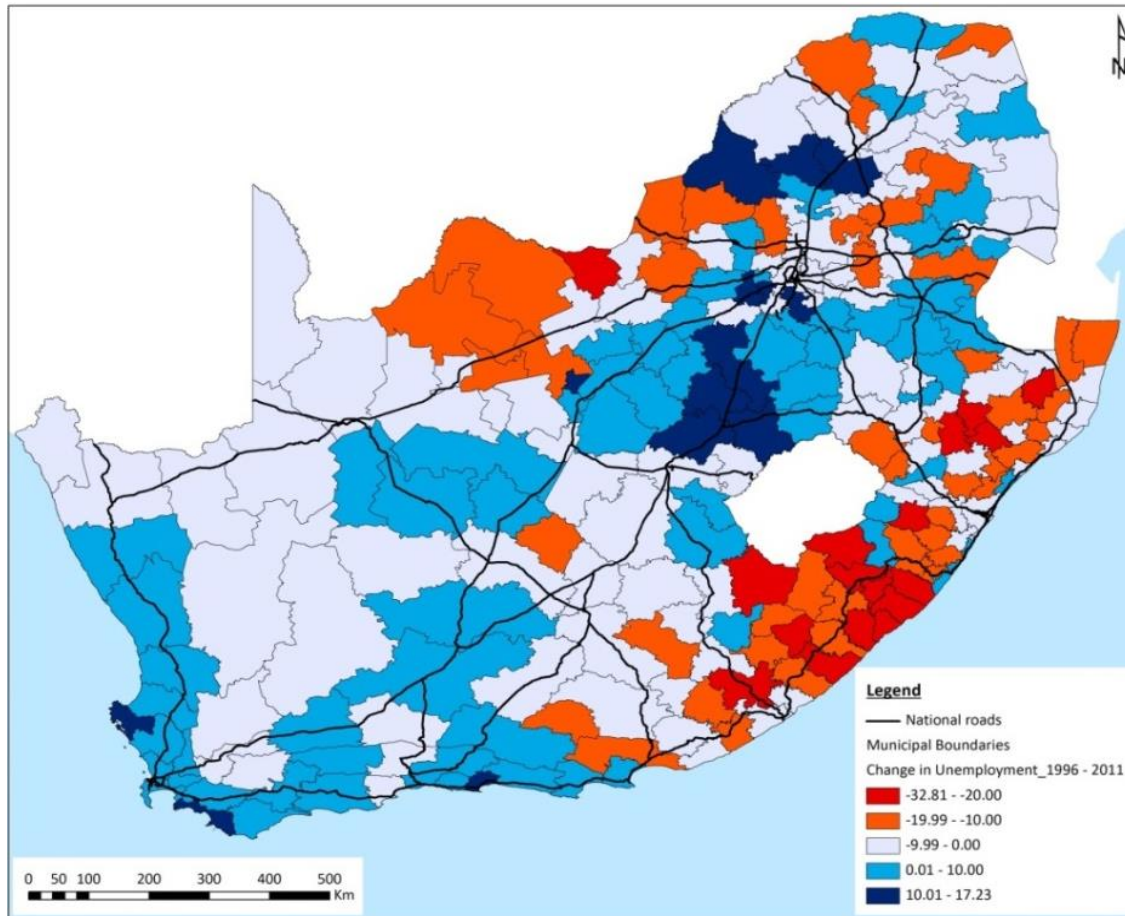 N
Legend
National roads
Municipal Boundaries
Change in Unemployment_1996 - 2011
-32.81 - -20.00
-19.99 - -10.00
-9.99 - 0.00
0.01 - 10.00
10.01 - 17.23
0 50 100 200 300 400 500
Km